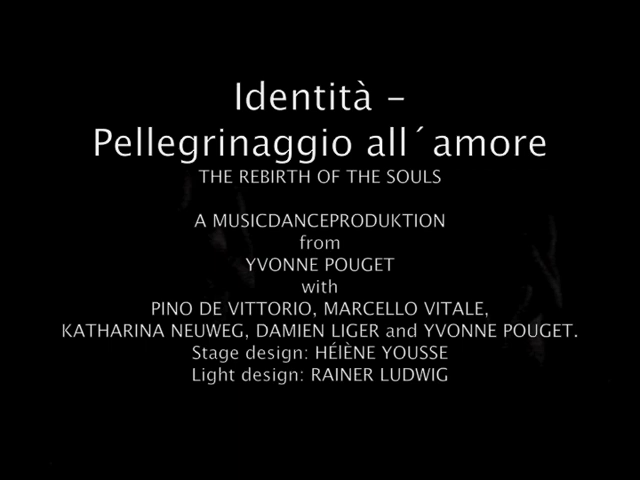 Identità –
Pellegrinaggio all´amore
THE REBIRTH OF THE SOULS
A MUSICDANCEPRODUKTION
from
YVONNE POUGET
with
PINO DE VITTORIO, MARCELLO VITALE,
KATHARINA NEUWEG, DAMIEN LIGER and YVONNE POUGET.
Stage design: HÉIÈNE YOUSSE
Light design: RAINER LUDWIG